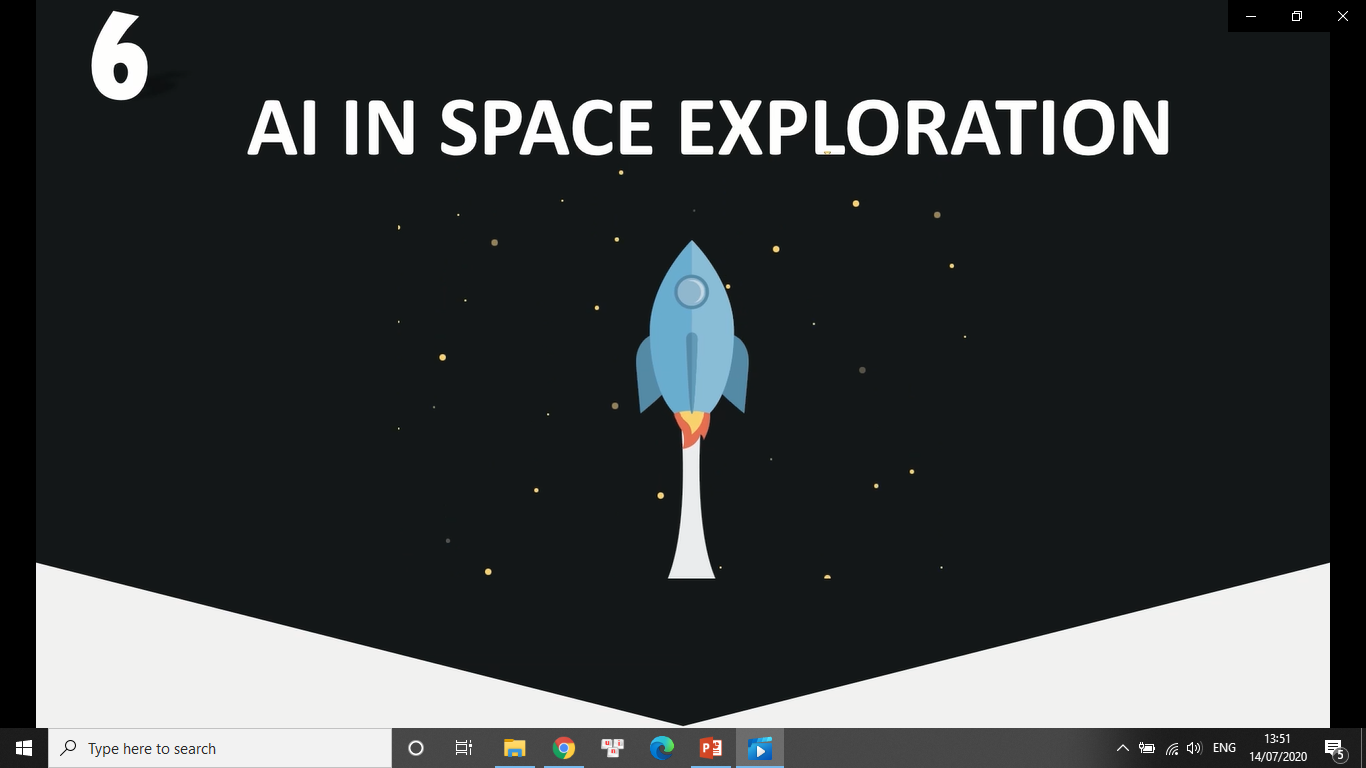 6
AI IN SPACE EXPLORATION
Type here to search
u i
n
ENG
13:51
14/07/2020
5